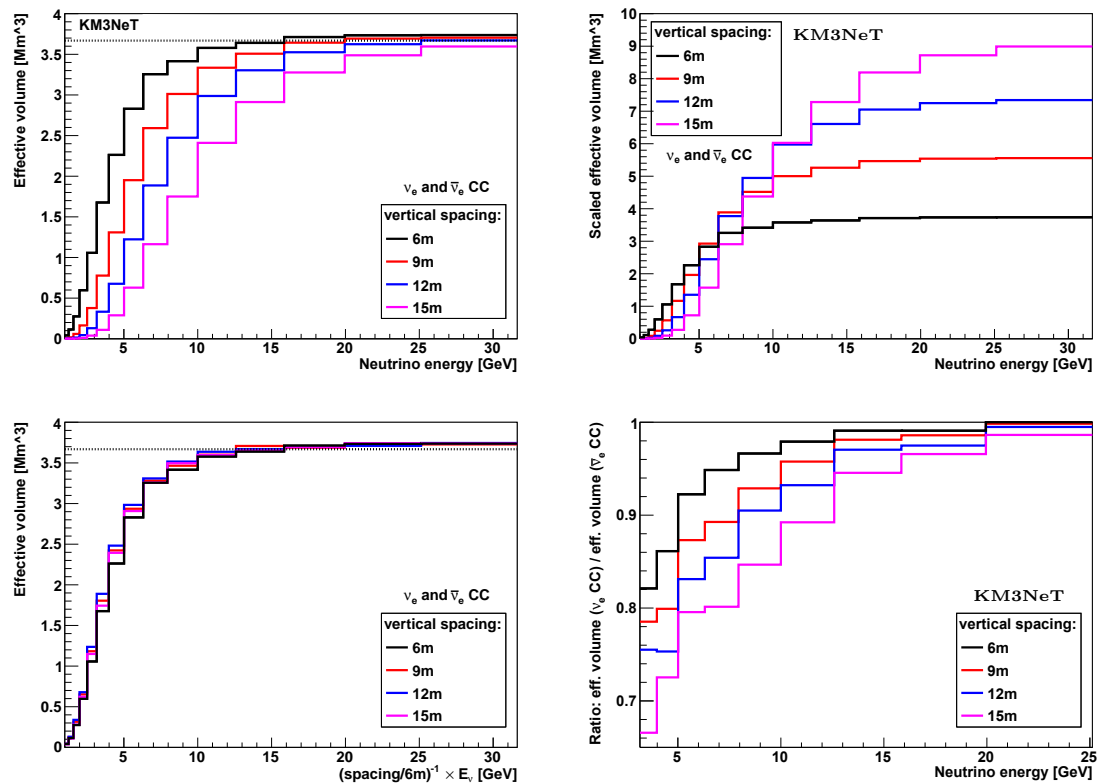 KM3NeT
Effective volume [Mm^3]
4
3.5
3
2.5
2
1.5
1
0.5
0
νe and ν̅e CC
vertical spacing:
6m
9m
12m
15m
5 10 15 20 25 30
Neutrino energy [GeV]
Scaled effective volume [Mm^3]
10
9
8
7
6
5
4
3
2
1
0
vertical spacing:
6m
9m
12m
15m
KM3NeT
νe and ν̅e CC
5 10 15 20 25 30
Neutrino energy [GeV]
Effective volume [Mm^3]
4
3.5
3
2.5
2
1.5
1
0.5
0
νe and ν̅e CC
vertical spacing:
6m
9m
12m
15m
5 10 15 20 25 30
(spacing/6m)-1 × Eν [GeV]
Ratio: eff. volume (νe CC) / eff. volume (ν̅e CC)
1
0.9
0.8
0.7
KM3NeT
vertical spacing:
6m
9m
12m
15m
5 10 15 20 25
Neutrino energy [GeV]